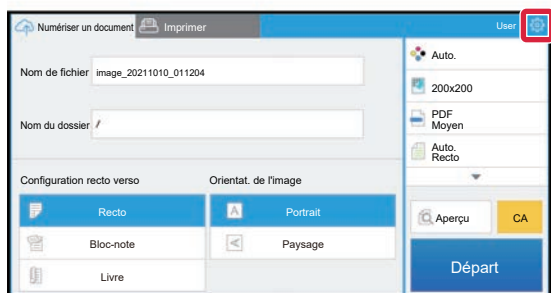 Numériser un document
Imprimer
User
Nom de fichier
image_20211010_011204
Nom du dossier
/
Configuration recto verso
Orientat. de l'image
Recto
A
Portrait
Bloc-note
A
Paysage
Livre
Auto.
200x200
PDF
Moyen
Auto.
Recto
Aperçu
CA
Départ